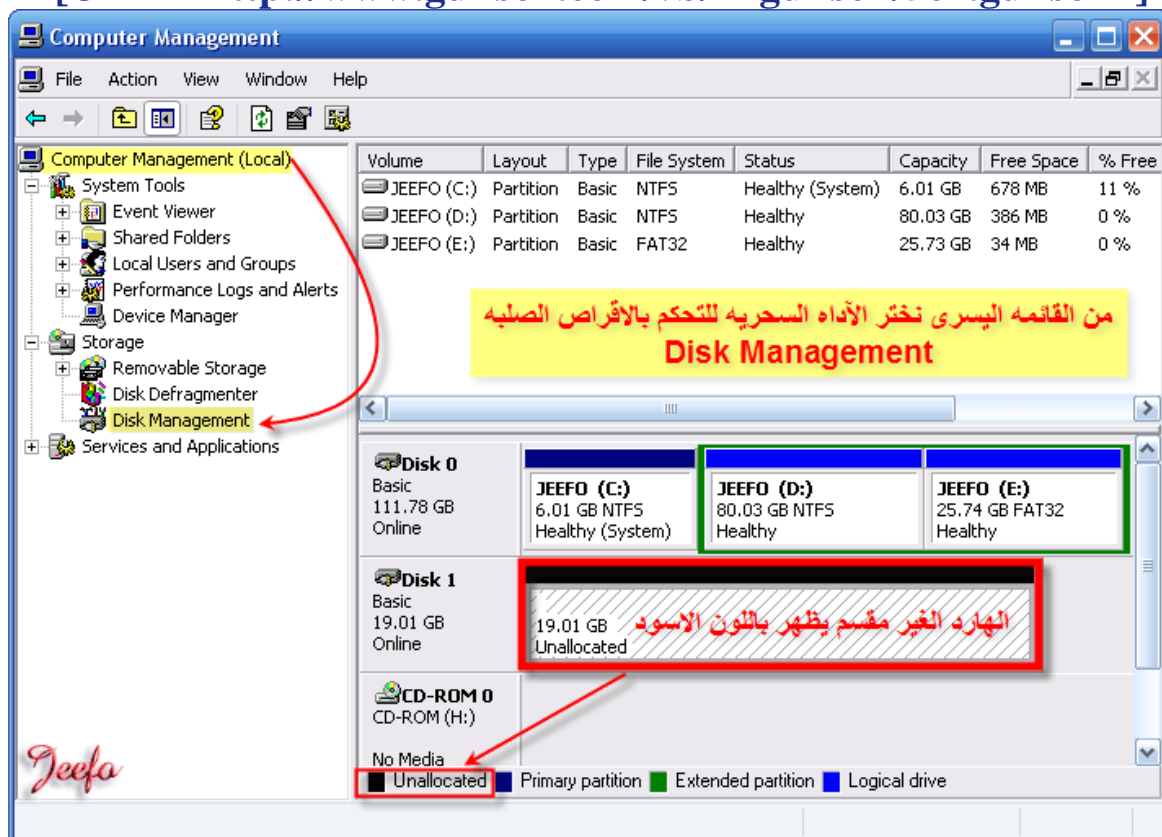 Computer Management
File Action View Window Help
Computer Management (Local)
System Tools
Event Viewer
Shared Folders
Local Users and Groups
Performance Logs and Alerts
Device Manager
Storage
Removable Storage
Disk Defragmenter
Disk Management
Services and Applications
Volume Layout Type File System Status Capacity Free Space % Free
JEEFO (C:) Partition Basic NTFS Healthy (System) 6.01 GB 678 MB 11 %
JEEFO (D:) Partition Basic NTFS Healthy 80.03 GB 386 MB 0 %
JEEFO (E:) Partition Basic FAT32 Healthy 25.73 GB 34 MB 0 %
من القائمه اليسرى نختر الآداه السحريه للتحكم بالاقراص الصلبه
Disk Management
Disk 0
Basic
111.78 GB
Online
JEEFO (C:)
6.01 GB NTFS
Healthy (System)
JEEFO (D:)
80.03 GB NTFS
Healthy
JEEFO (E:)
25.74 GB FAT32
Healthy
Disk 1
Basic
19.01 GB
Online
19.01 GB
Unallocated
الهارد الغير مقسم يظهر باللون الاسود
CD-ROM 0
CD-ROM (H:)
No Media
Unallocated Primary partition Extended partition Logical drive
Jeefo